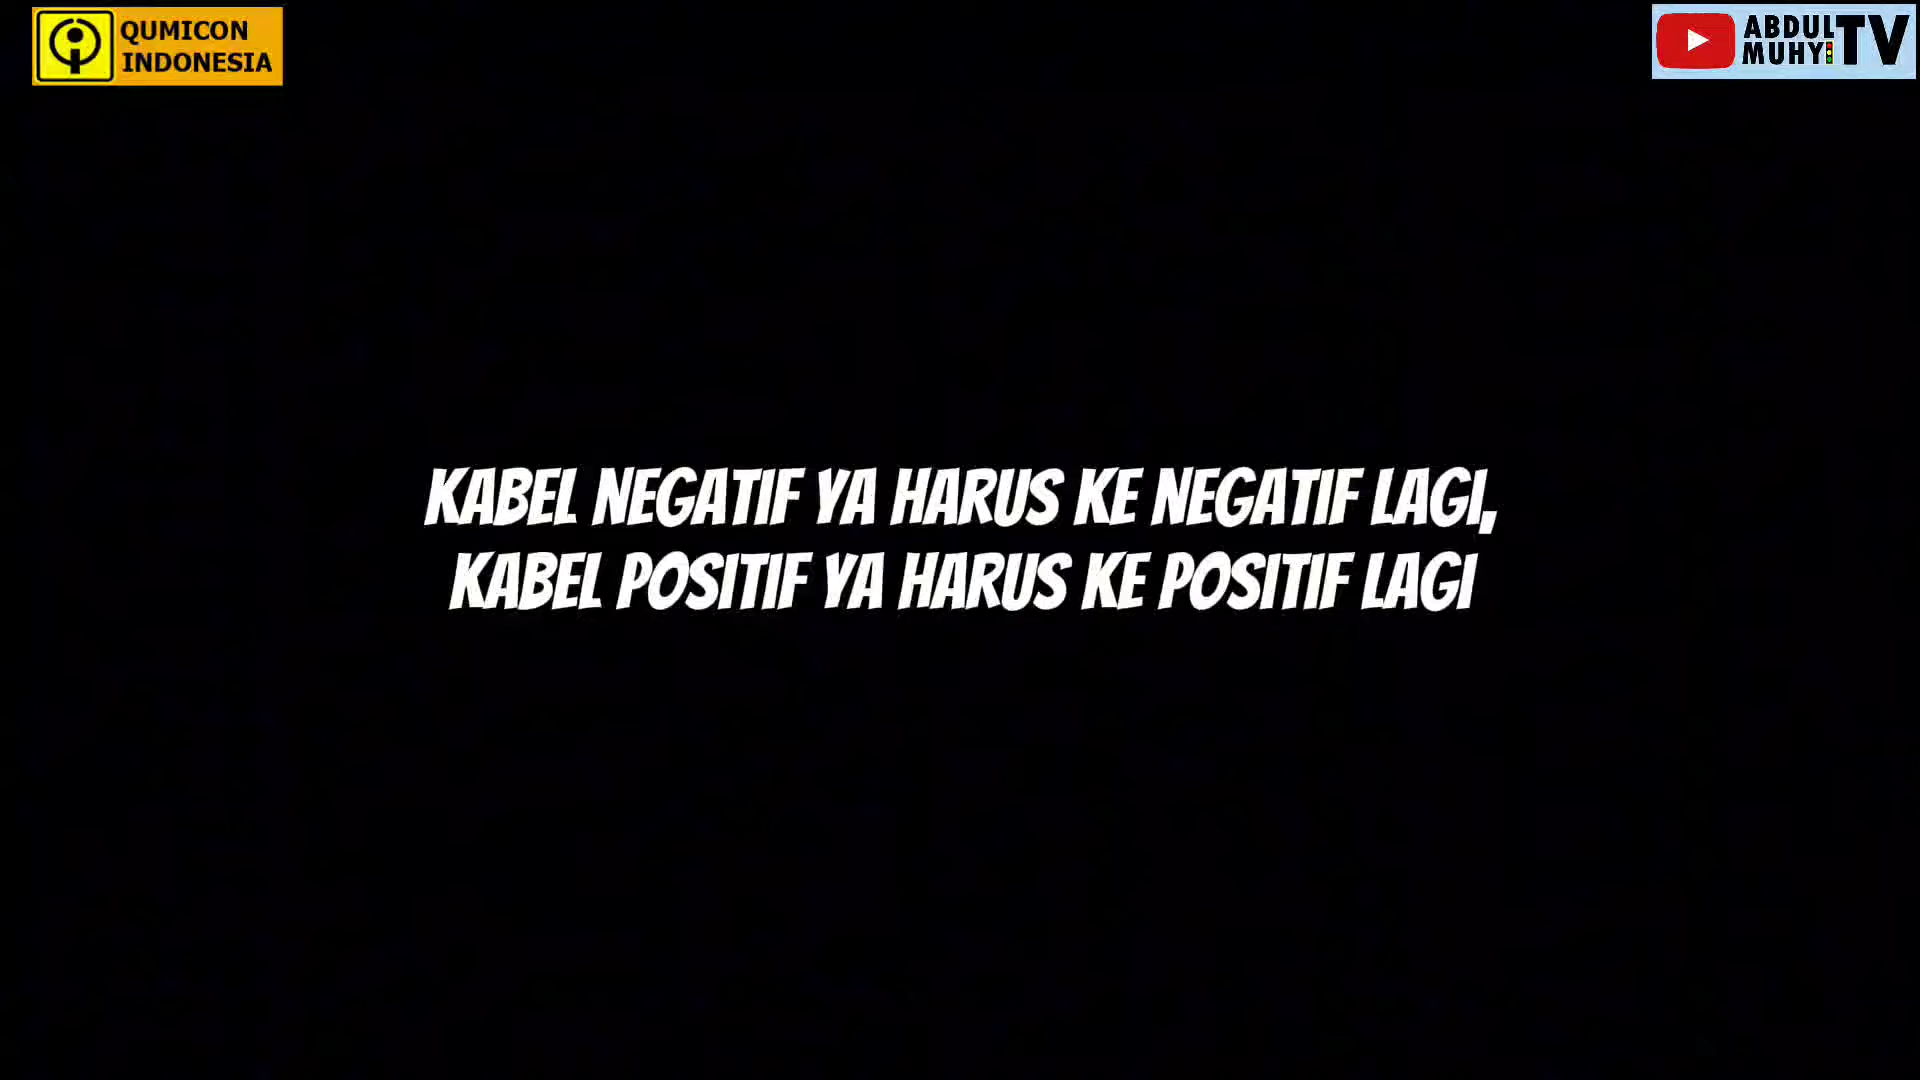 QUMICON
INDONESIA
ABDUL
MUHYI
TV
KABEL NEGATIF YA HARUS KE NEGATIF LAGI,
KABEL POSITIF YA HARUS KE POSITIF LAGI